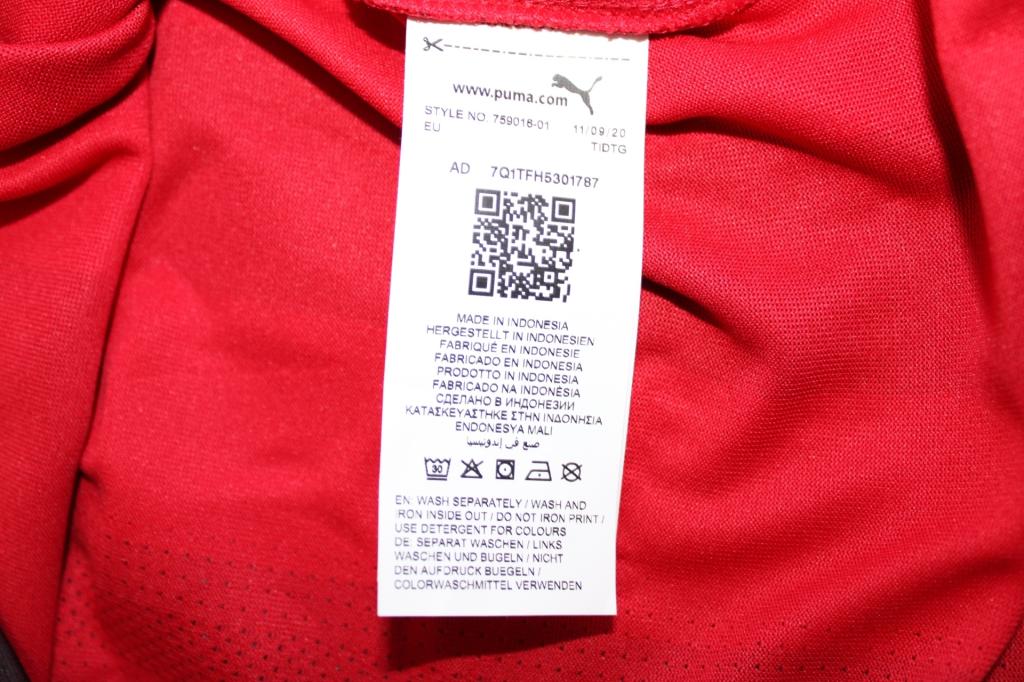 www.puma.com
STYLE NO. 759016-01 11/09/20
EU TIDTG
AD 7Q1TFH5301787
MADE IN INDONESIA
HERGESTELLT IN INDONESIEN
FABRIQUÉ EN INDONESIE
FABRICADO EN INDONESIA
PRODOTTO IN INDONESIA
FABRICADO NA INDONÉSIA
СДЕЛАНО В ИНДОНЕЗИИ
ΚΑΤΑΣΚΕΥΑΣΤΗΚΕ ΣΤΗΝ ΙΝΔΟΝΗΣΙΑ
ENDONESYA MALI
صنع في إندونيسيا
30
EN: WASH SEPARATELY / WASH AND
IRON INSIDE OUT / DO NOT IRON PRINT /
USE DETERGENT FOR COLOURS
DE: SEPARAT WASCHEN / LINKS
WASCHEN UND BUGELN / NICHT
DEN AUFDRUCK BUEGELN /
COLORWASCHMITTEL VERWENDEN